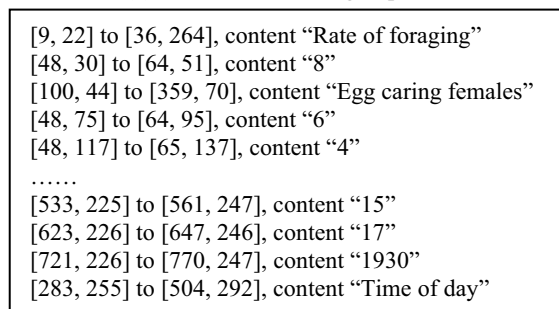 [9, 22] to [36, 264], content “Rate of foraging”
[48, 30] to [64, 51], content “8”
[100, 44] to [359, 70], content “Egg caring females”
[48, 75] to [64, 95], content “6”
[48, 117] to [65, 137], content “4”
……
[533, 225] to [561, 247], content “15”
[623, 226] to [647, 246], content “17”
[721, 226] to [770, 247], content “1930”
[283, 255] to [504, 292], content “Time of day”